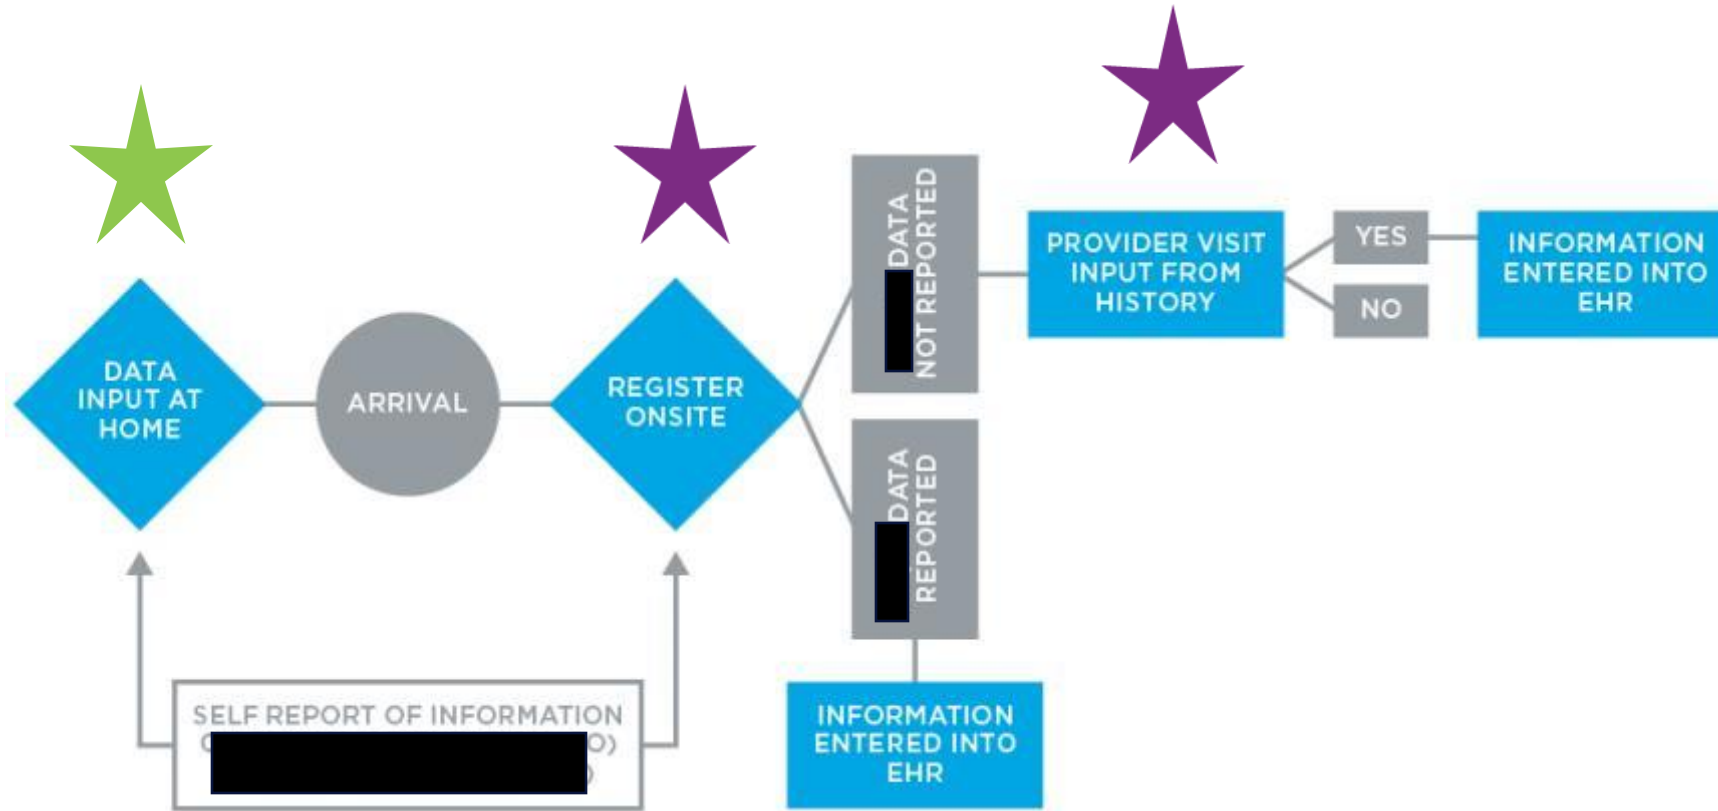 DATA
INPUT AT
HOME
ARRIVAL
REGISTER
ONSITE
DATA
NOT REPORTED
DATA
REPORTED
PROVIDER VISIT
INPUT FROM
HISTORY
YES
NO
INFORMATION
ENTERED INTO
EHR
SELF REPORT OF INFORMATION
INFORMATION
ENTERED INTO
EHR